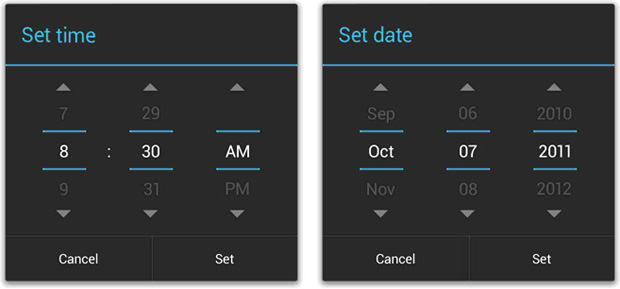 Set time
7 29
8 : 30 AM
9 31 PM
Cancel Set
Set date
Sep 06 2010
Oct 07 2011
Nov 08 2012
Cancel Set